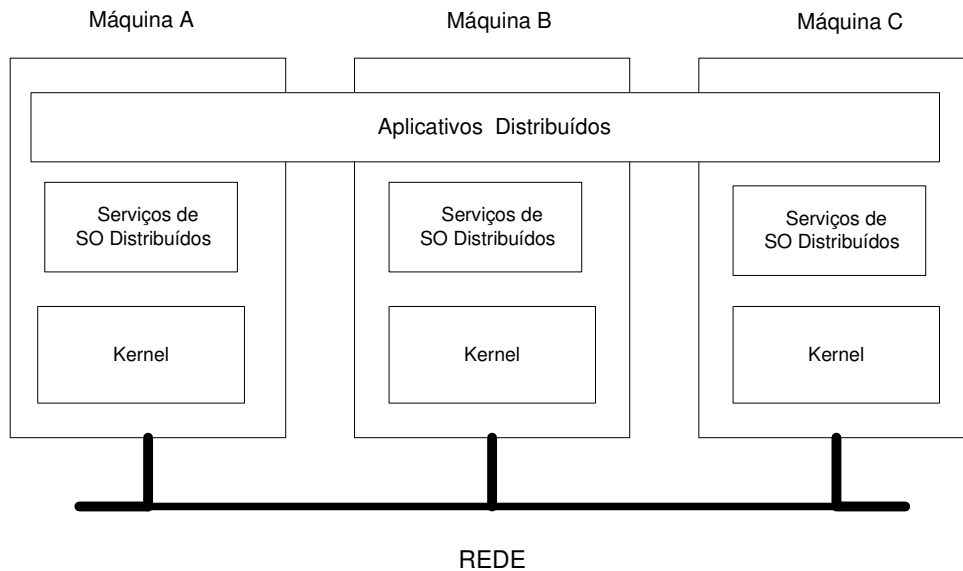 Máquina A
Máquina B
Máquina C
Aplicativos Distribuídos
Serviços de
SO Distribuídos
Serviços de
SO Distribuídos
Serviços de
SO Distribuídos
Kernel
Kernel
Kernel
REDE